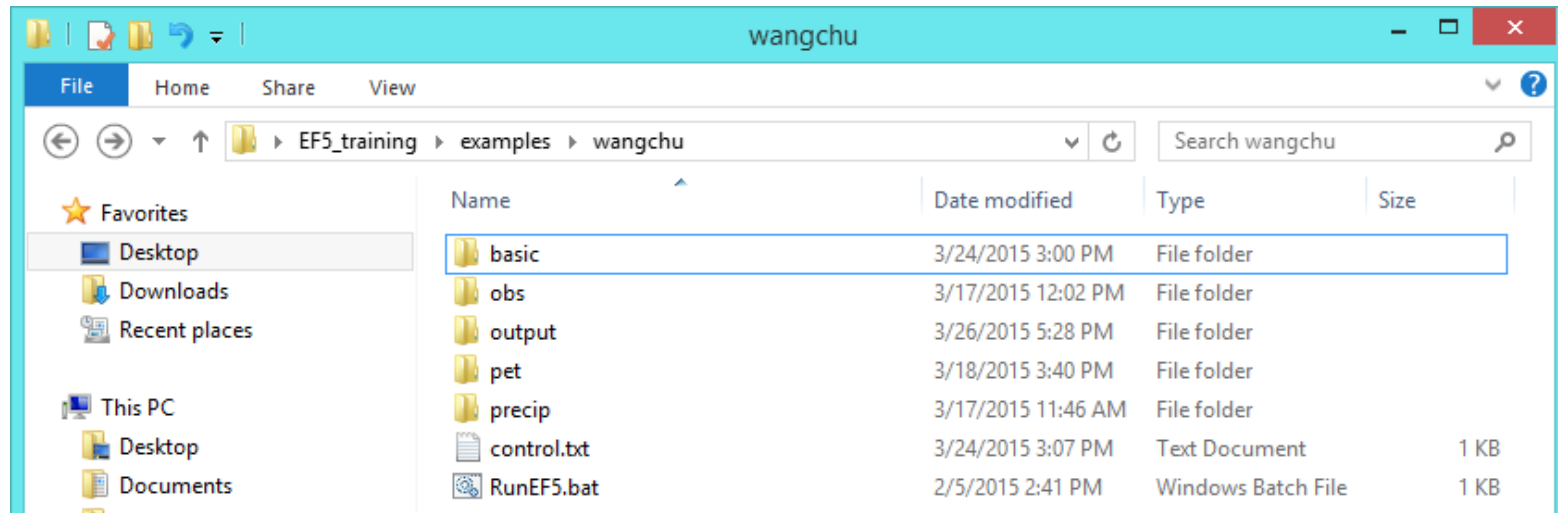 wangchu
File Home Share View
EF5_training examples wangchu Search wangchu
Name Date modified Type Size
Favorites
Desktop
Downloads
Recent places
This PC
Desktop
Documents
basic 3/24/2015 3:00 PM File folder
obs 3/17/2015 12:02 PM File folder
output 3/26/2015 5:28 PM File folder
pet 3/18/2015 3:40 PM File folder
precip 3/17/2015 11:46 AM File folder
control.txt 3/24/2015 3:07 PM Text Document 1 KB
RunEF5.bat 2/5/2015 2:41 PM Windows Batch File 1 KB